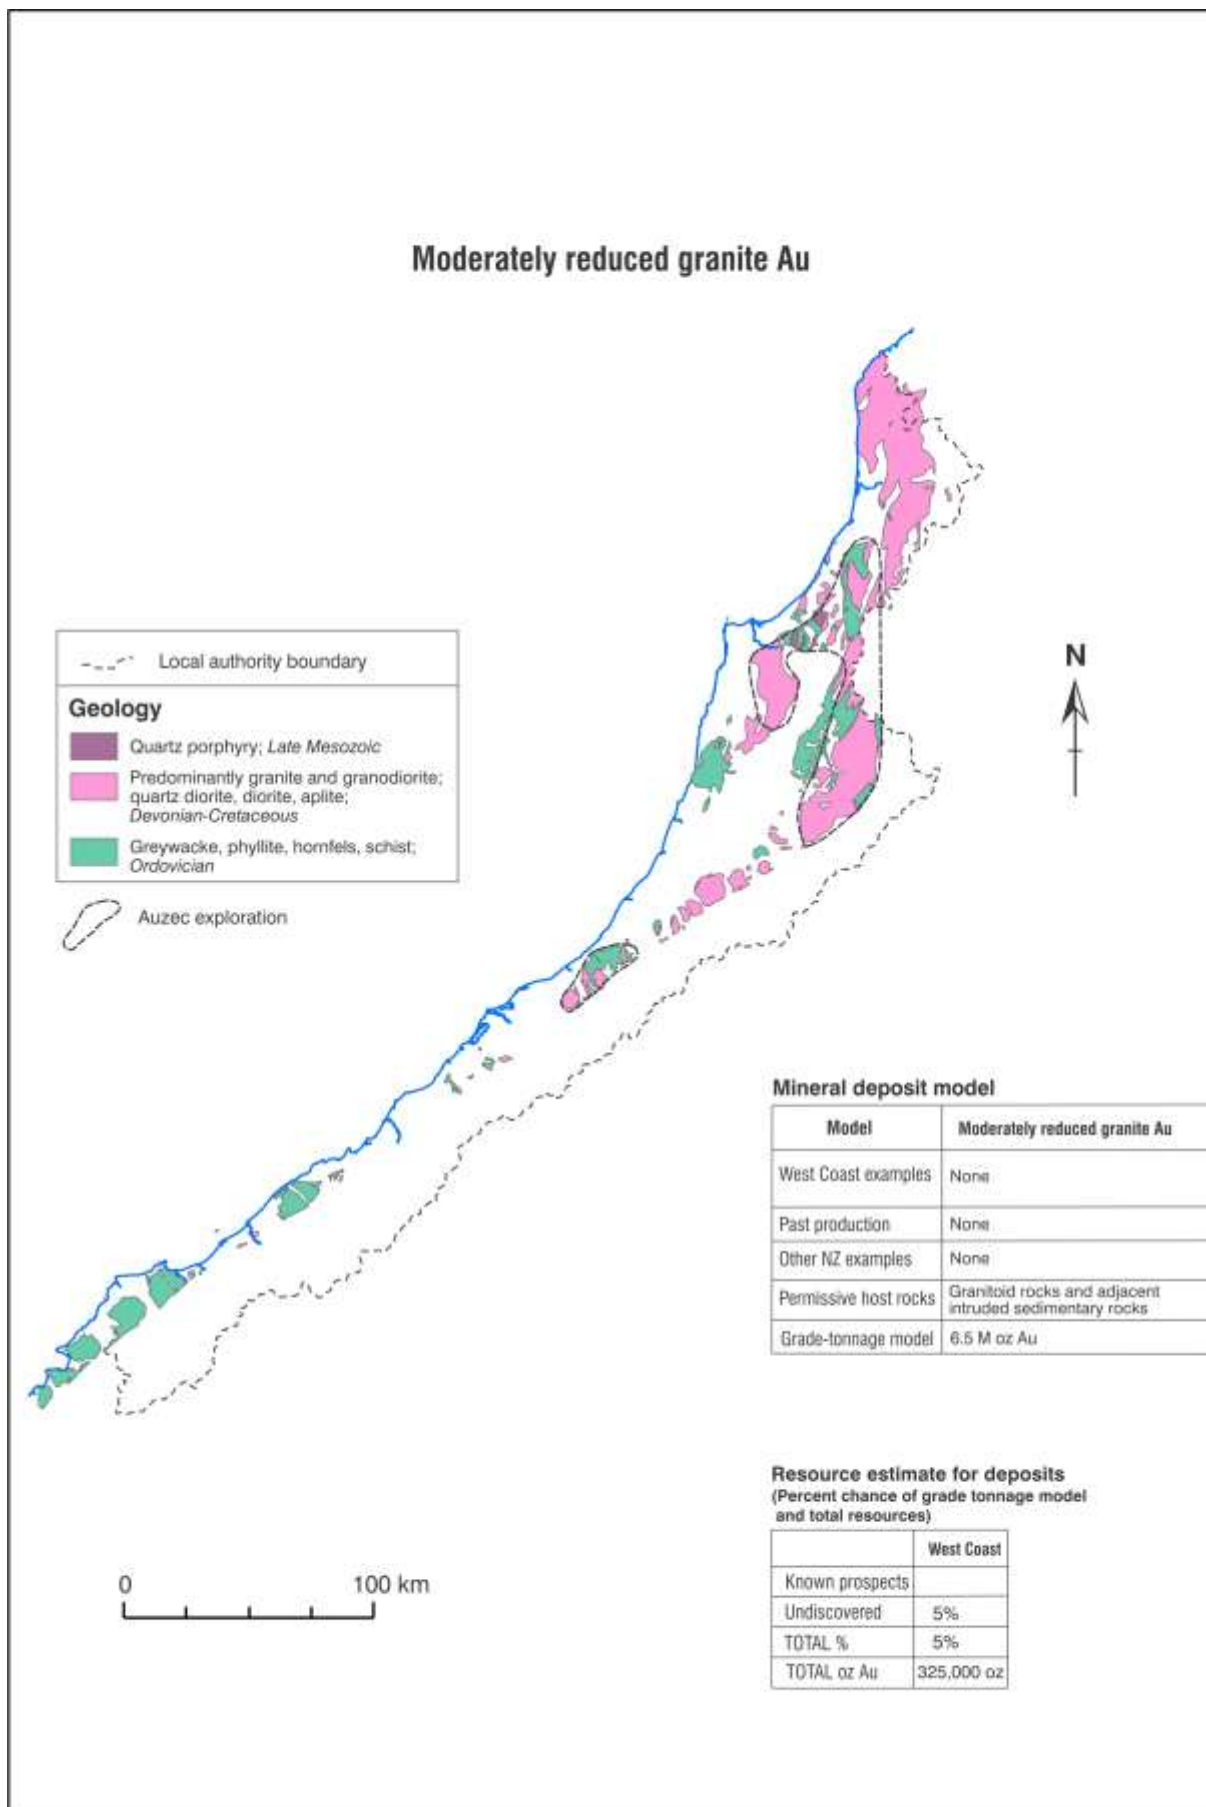 Moderately reduced granite Au
Local authority boundary
Geology
Quartz porphyry; Late Mesozoic
Predominantly granite and granodiorite;
quartz diorite, diorite, aplite;
Devonian-Cretaceous
Greywacke, phyllite, hornfels, schist;
Ordovician
Auzec exploration
N
Mineral deposit model
Model Moderately reduced granite Au
West Coast examples None
Past production None
Other NZ examples None
Permissive host rocks Granitoid rocks and adjacent
intruded sedimentary rocks
Grade-tonnage model 6.5 M oz Au
Resource estimate for deposits
(Percent chance of grade tonnage model
and total resources)
West Coast
Known prospects
Undiscovered 5%
TOTAL % 5%
TOTAL oz Au 325,000 oz
0 100 km